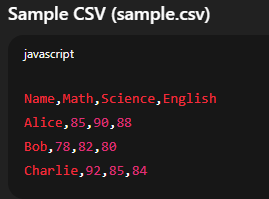 Sample CSV (sample.csv)
javascript
Name,Math,Science,English
Alice,85,90,88
Bob,78,82,80
Charlie,92,85,84